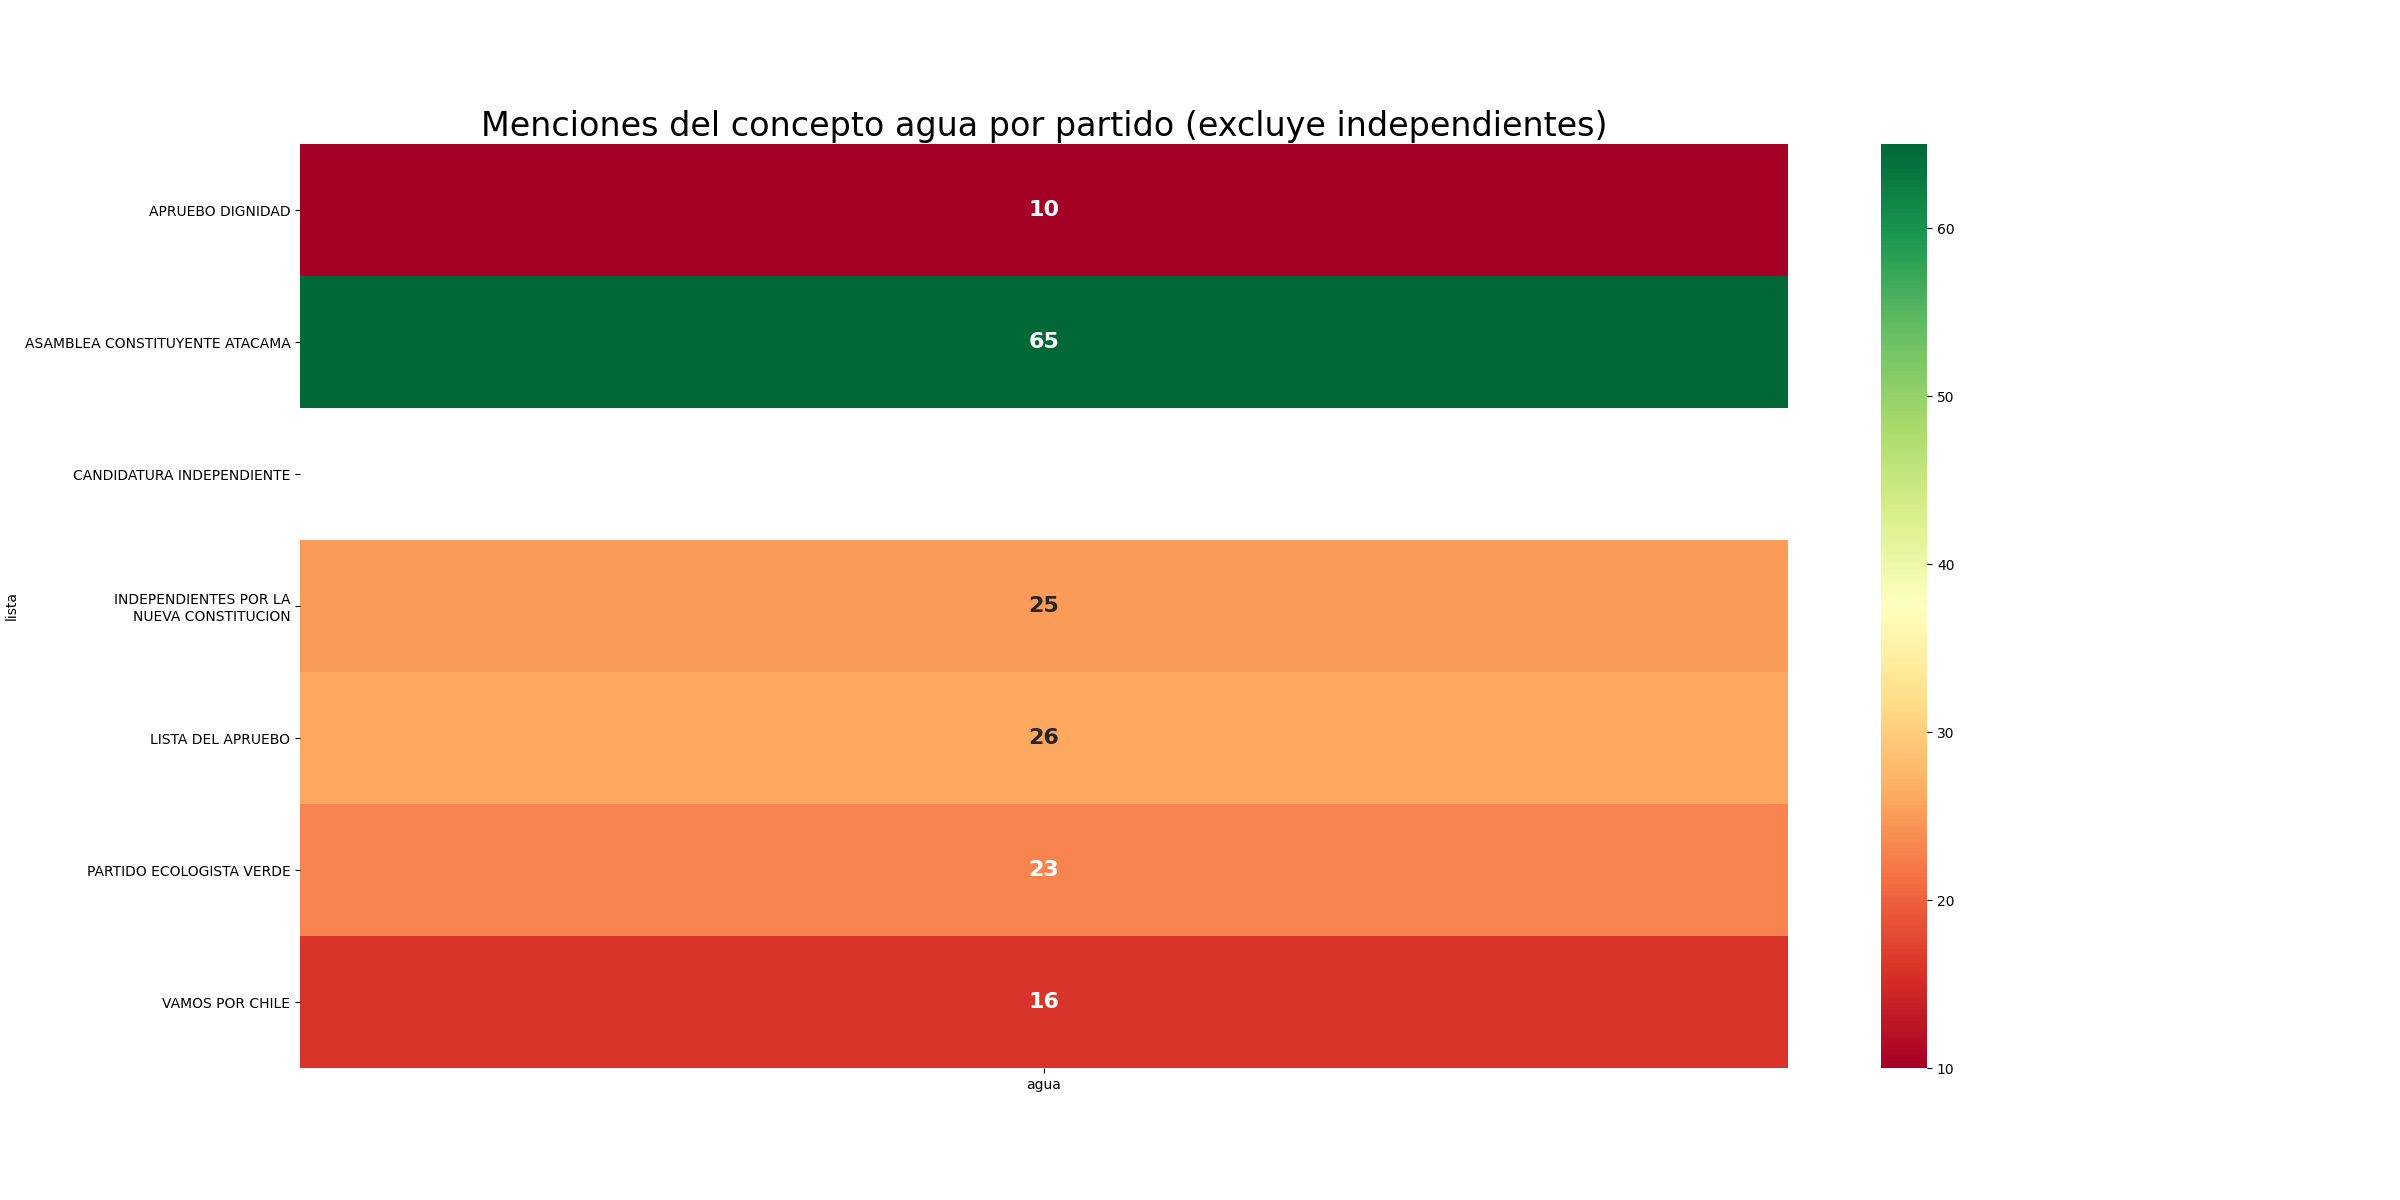 Menciones del concepto agua por partido (excluye independientes)
lista
APRUEBO DIGNIDAD
10
ASAMBLEA CONSTITUYENTE ATACAMA
65
CANDIDATURA INDEPENDIENTE
INDEPENDIENTES POR LA
NUEVA CONSTITUCION
25
LISTA DEL APRUEBO
26
PARTIDO ECOLOGISTA VERDE
23
VAMOS POR CHILE
16
agua
60
50
40
30
20
10